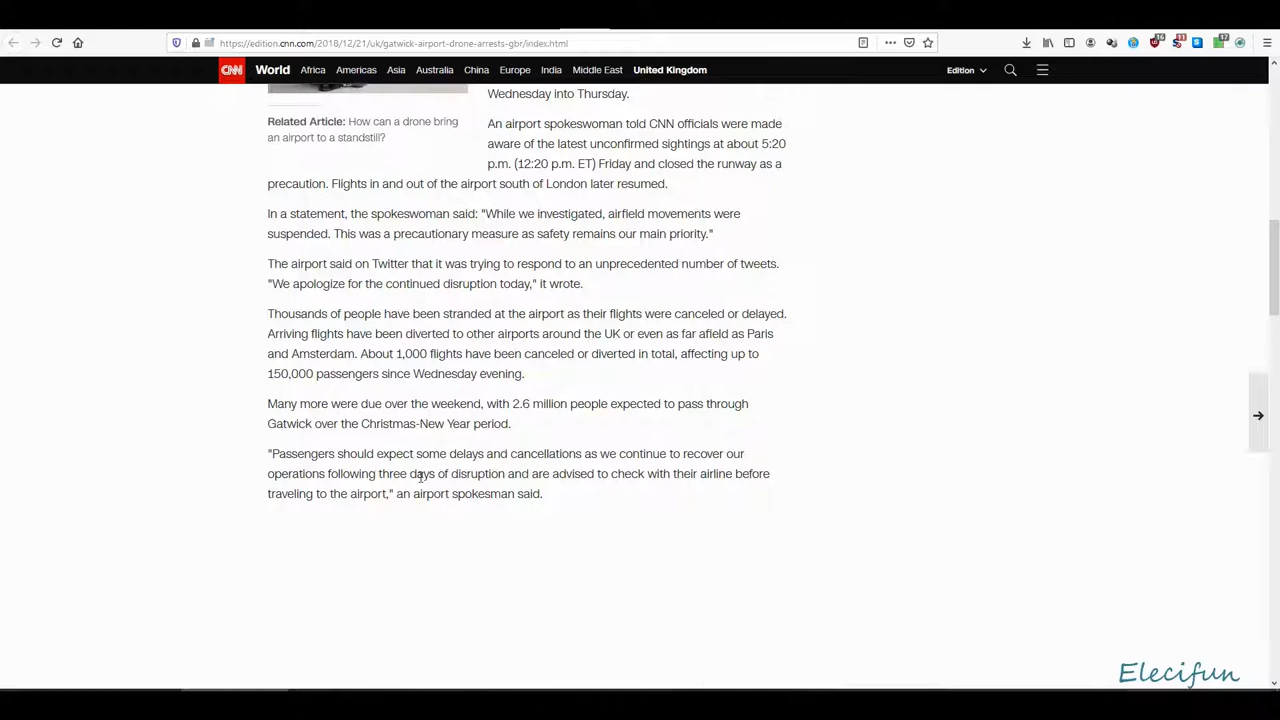 https://edition.cnn.com/2018/12/21/uk/gatwick-airport-drone-arrests-gbr/index.html
16
11
17
CNN World Africa Americas Asia Australia China Europe India Middle East United Kingdom Edition
Wednesday into Thursday.
Related Article: How can a drone bring
an airport to a standstill?
An airport spokeswoman told CNN officials were made
aware of the latest unconfirmed sightings at about 5:20
p.m. (12:20 p.m. ET) Friday and closed the runway as a
precaution. Flights in and out of the airport south of London later resumed.
In a statement, the spokeswoman said: "While we investigated, airfield movements were
suspended. This was a precautionary measure as safety remains our main priority."
The airport said on Twitter that it was trying to respond to an unprecedented number of tweets.
"We apologize for the continued disruption today," it wrote.
Thousands of people have been stranded at the airport as their flights were canceled or delayed.
Arriving flights have been diverted to other airports around the UK or even as far afield as Paris
and Amsterdam. About 1,000 flights have been canceled or diverted in total, affecting up to
150,000 passengers since Wednesday evening.
Many more were due over the weekend, with 2.6 million people expected to pass through
Gatwick over the Christmas-New Year period.
"Passengers should expect some delays and cancellations as we continue to recover our
operations following three days of disruption and are advised to check with their airline before
traveling to the airport," an airport spokesman said.
Elecifun